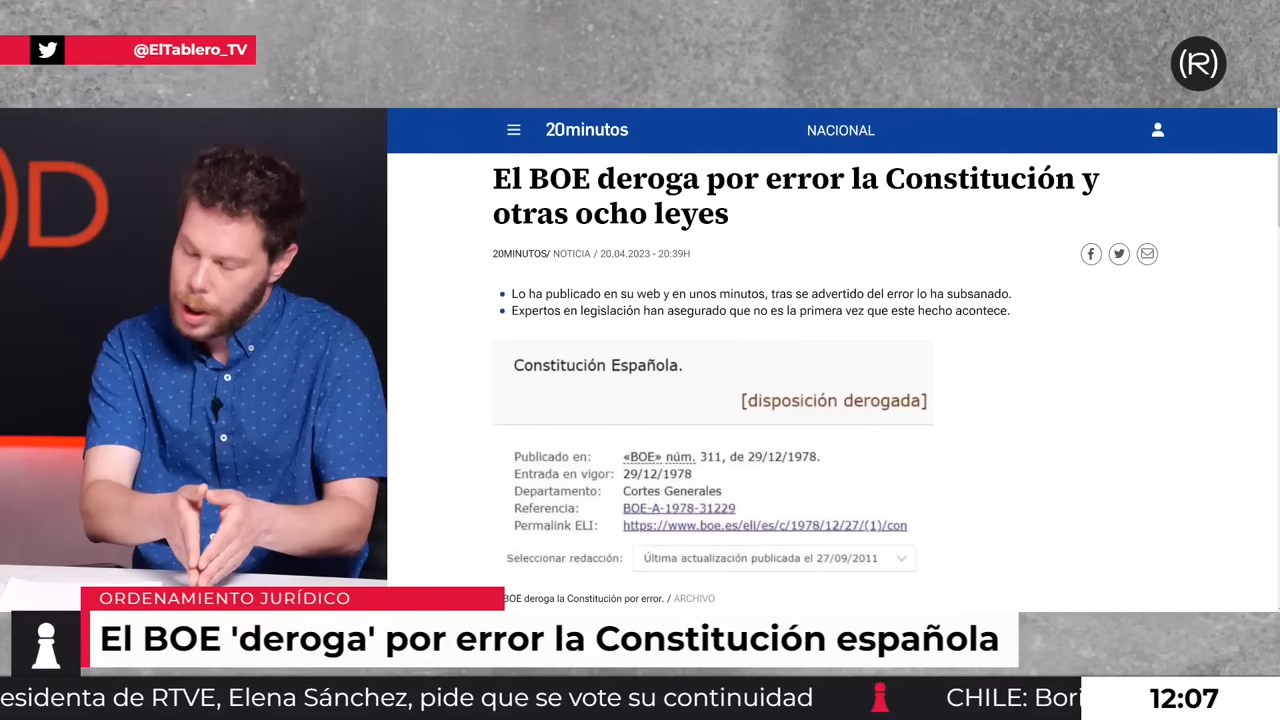 @ElTablero_TV
(R)
D
20minutos
NACIONAL
El BOE deroga por error la Constitución y
otras ocho leyes
20MINUTOS/ NOTICIA / 20.04.2023 - 20:39H
Lo ha publicado en su web y en unos minutos, tras se advertido del error lo ha subsanado.
Expertos en legislación han asegurado que no es la primera vez que este hecho acontece.
Constitución Española.
[disposición derogada]
Publicado en: «BOE» núm. 311, de 29/12/1978.
Entrada en vigor: 29/12/1978
Departamento: Cortes Generales
Referencia: BOE-A-1978-31229
Permalink ELI: https://www.boe.es/eli/es/c/1978/12/27/(1)/con
Seleccionar redacción: Última actualización publicada el 27/09/2011
BOE deroga la Constitución por error. / ARCHIVO
ORDENAMIENTO JURÍDICO
El BOE 'deroga' por error la Constitución española
esidenta de RTVE, Elena Sánchez, pide que se vote su continuidad
CHILE: Bori
12:07